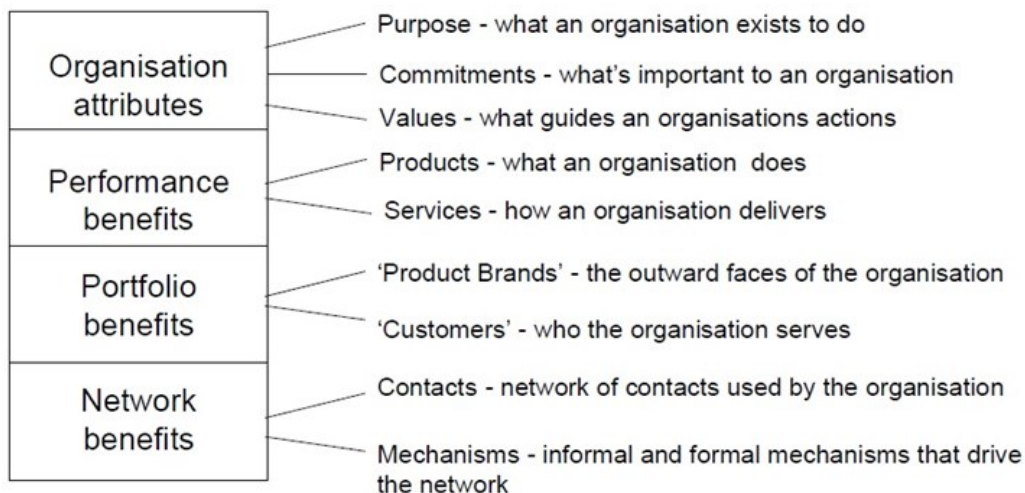 Organisation
attributes
Purpose - what an organisation exists to do
Commitments - what's important to an organisation
Values - what guides an organisations actions
Performance
benefits
Products - what an organisation does
Services - how an organisation delivers
Portfolio
benefits
‘Product Brands’ - the outward faces of the organisation
‘Customers’ - who the organisation serves
Network
benefits
Contacts - network of contacts used by the organisation
Mechanisms - informal and formal mechanisms that drive
the network